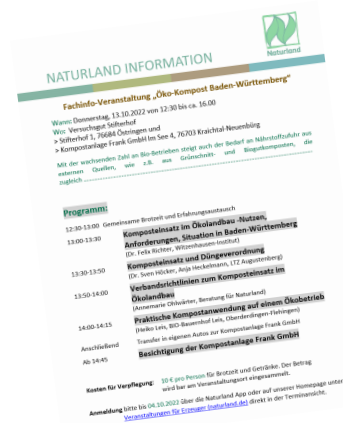 Naturland
NATURLAND INFORMATION
Fachinfo-Veranstaltung „Öko-Kompost Baden-Württemberg“
Wann: Donnerstag, 13.10.2022 von 12:30 bis ca. 16.00
Wo: Versuchsgut Stifterhof
> Stifterhof 1, 76684 Östringen und
> Kompostanlage Frank GmbH Im See 4, 76703 Kraichtal-Neuenbürg
Mit der wachsenden Zahl an Bio-Betrieben steigt auch der Bedarf an Nährstoffzufuhr aus
externen Quellen, wie z.B. aus Grünschnitt- und Biogutkompost, die
zugleich
Programm:
12:30-13:00 Gemeinsame Brotzeit und Erfahrungsaustausch
13:00-13:30 Komposteinsatz im Ökolandbau -Nutzen,
Anforderungen, Situation in Baden-Württemberg
(Dr. Felix Richter, Witzenhausen-Institut)
13:30-13:50 Komposteinsatz und Düngeverordnung
(Dr. Sven Höcker, Anja Heckelmann, LTZ Augustenberg)
13:50-14:00 Verbandsrichtlinien zum Komposteinsatz im
Ökolandbau
(Annemarie Ohlwärter, Beratung für Naturland)
14:00-14:15 Praktische Kompostanwendung auf einem Ökobetrieb
(Heiko Leis, BIO-Bauernhof Leis, Oberderdingen-Flehingen)
Anschließend Transfer in eigenen Autos zur Kompostanlage Frank GmbH
Ab 14:45 Besichtigung der Kompostanlage Frank GmbH
Kosten für Verpflegung: 10 € pro Person für Brotzeit und Getränke. Der Betrag
wird bar am Veranstaltungsort eingesammelt.
Anmeldung bitte bis 04.10.2022 über die Naturland App oder auf unserer Homepage unter
Veranstaltungen für Erzeuger (naturland.de) direkt in der Terminansicht.